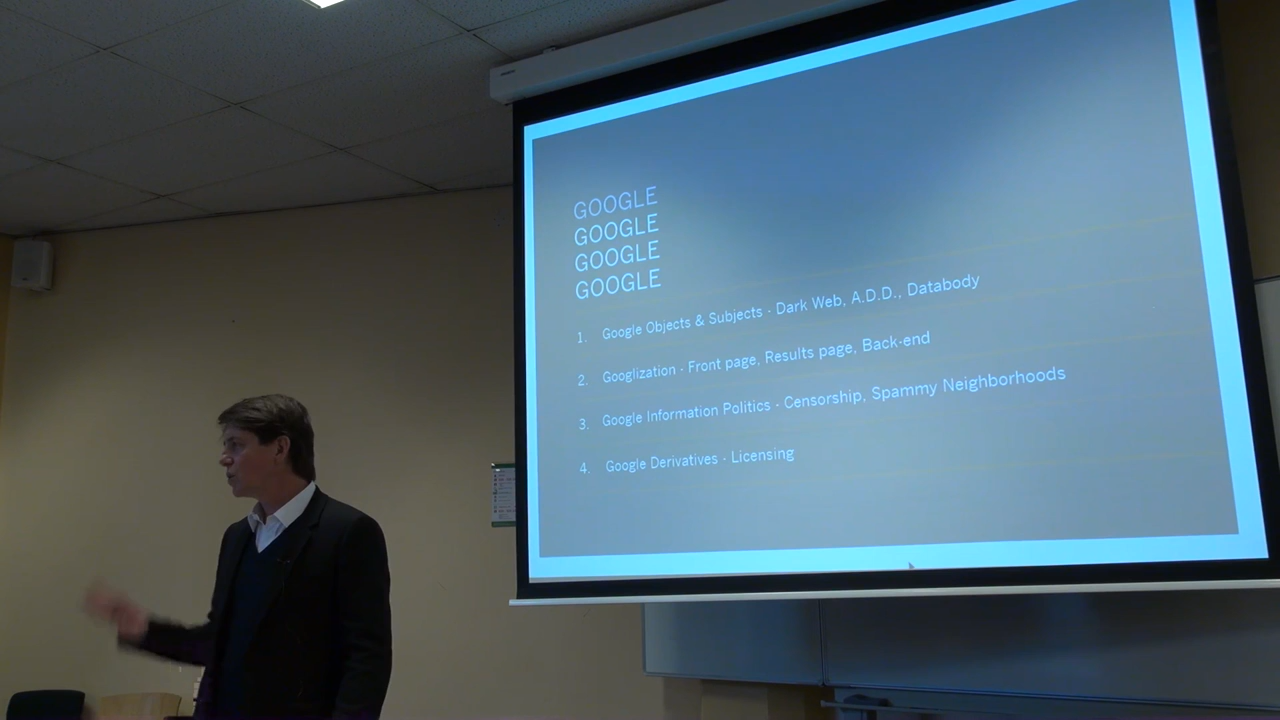 GOOGLE
GOOGLE
GOOGLE
GOOGLE
1. Google Objects & Subjects - Dark Web, A.D.D., Databody
2. Googlization - Front page, Results page, Back-end
3. Google Information Politics - Censorship, Spammy Neighborhoods
4. Google Derivatives - Licensing